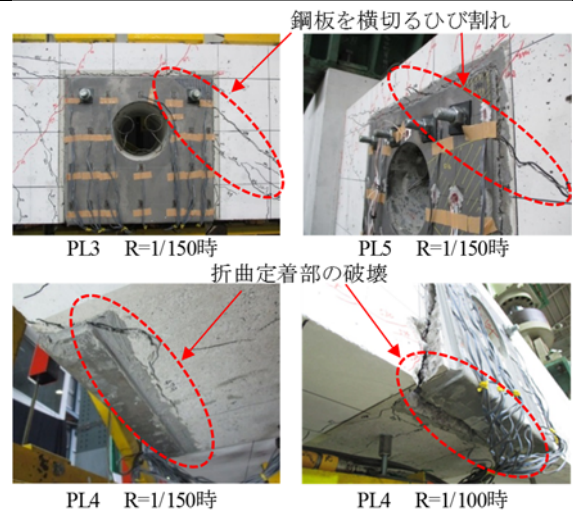 鋼板を横切るひび割れ
PL3 R=1/150時
PL5 R=1/150時
折曲定着部の破壊
PL4 R=1/150時
PL4 R=1/100時